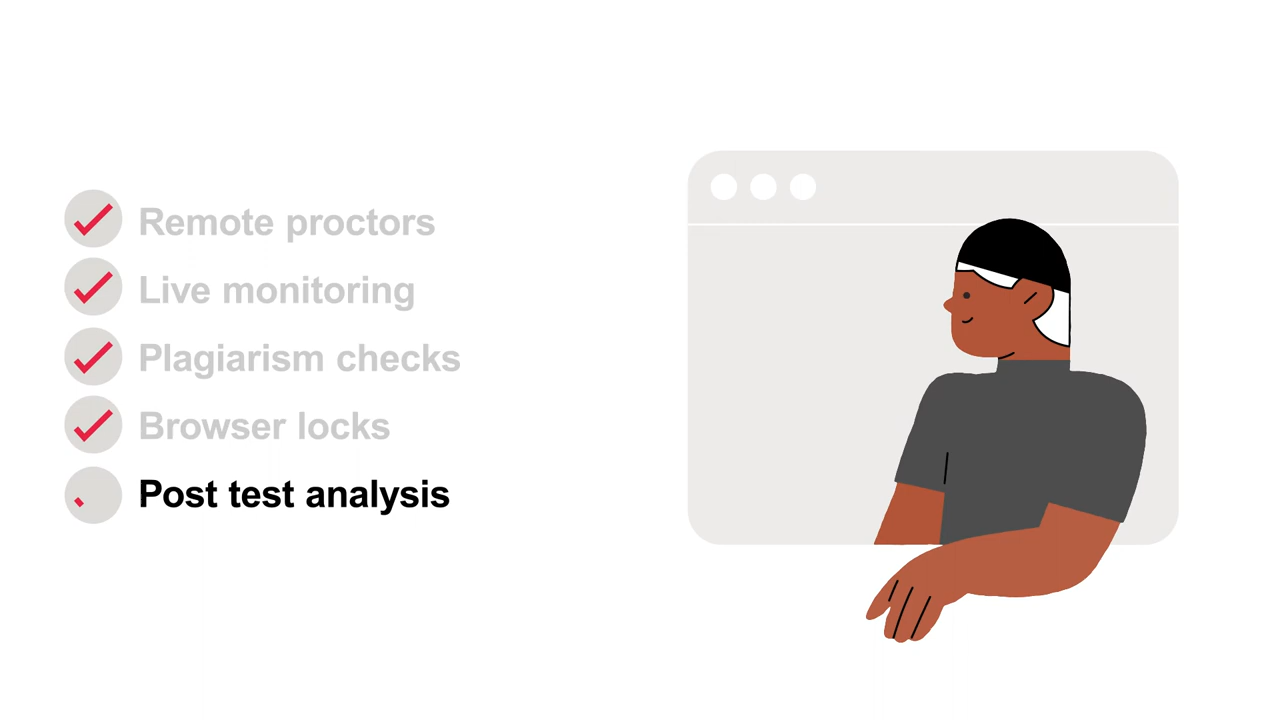 Remote proctors
Live monitoring
Plagiarism checks
Browser locks
Post test analysis